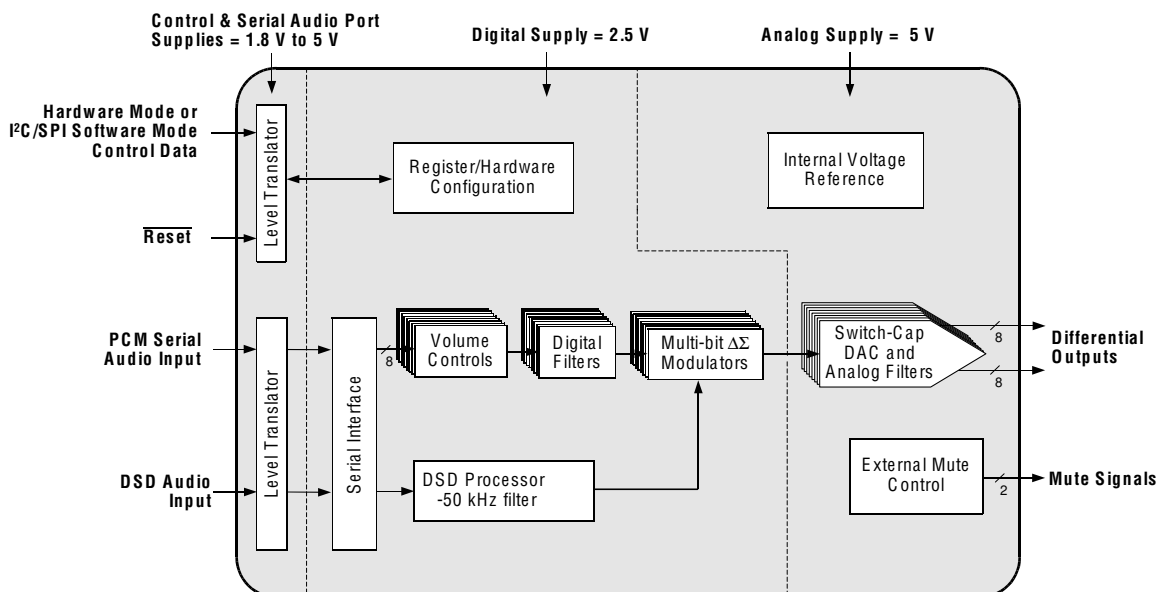 Control & Serial Audio Port
Supplies = 1.8 V to 5 V
Digital Supply = 2.5 V
Analog Supply = 5 V
Hardware Mode or
I²C/SPI Software Mode
Control Data
Level Translator
Register/Hardware
Configuration
Internal Voltage
Reference
Reset
PCM Serial
Audio Input
Level Translator
Serial Interface
8
Volume
Controls
Digital
Filters
Multi-bit ΔΣ
Modulators
Switch-Cap
DAC and
Analog Filters
8
8
Differential
Outputs
DSD Audio
Input
DSD Processor
-50 kHz filter
External Mute
Control
2
Mute Signals